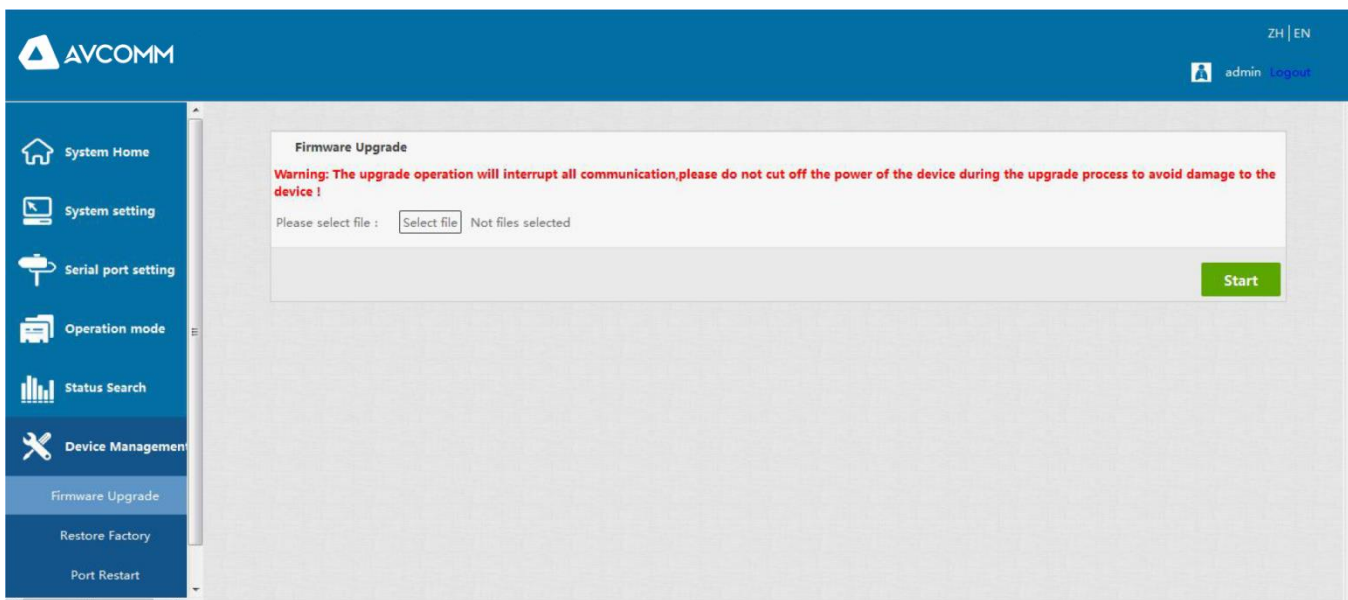 AVCOMM
ZH | EN
admin Logout
System Home
System setting
Serial port setting
Operation mode
Status Search
Device Management
Firmware Upgrade
Restore Factory
Port Restart
Firmware Upgrade
Warning: The upgrade operation will interrupt all communication,please do not cut off the power of the device during the upgrade process to avoid damage to the
device !
Please select file : Select file Not files selected
Start